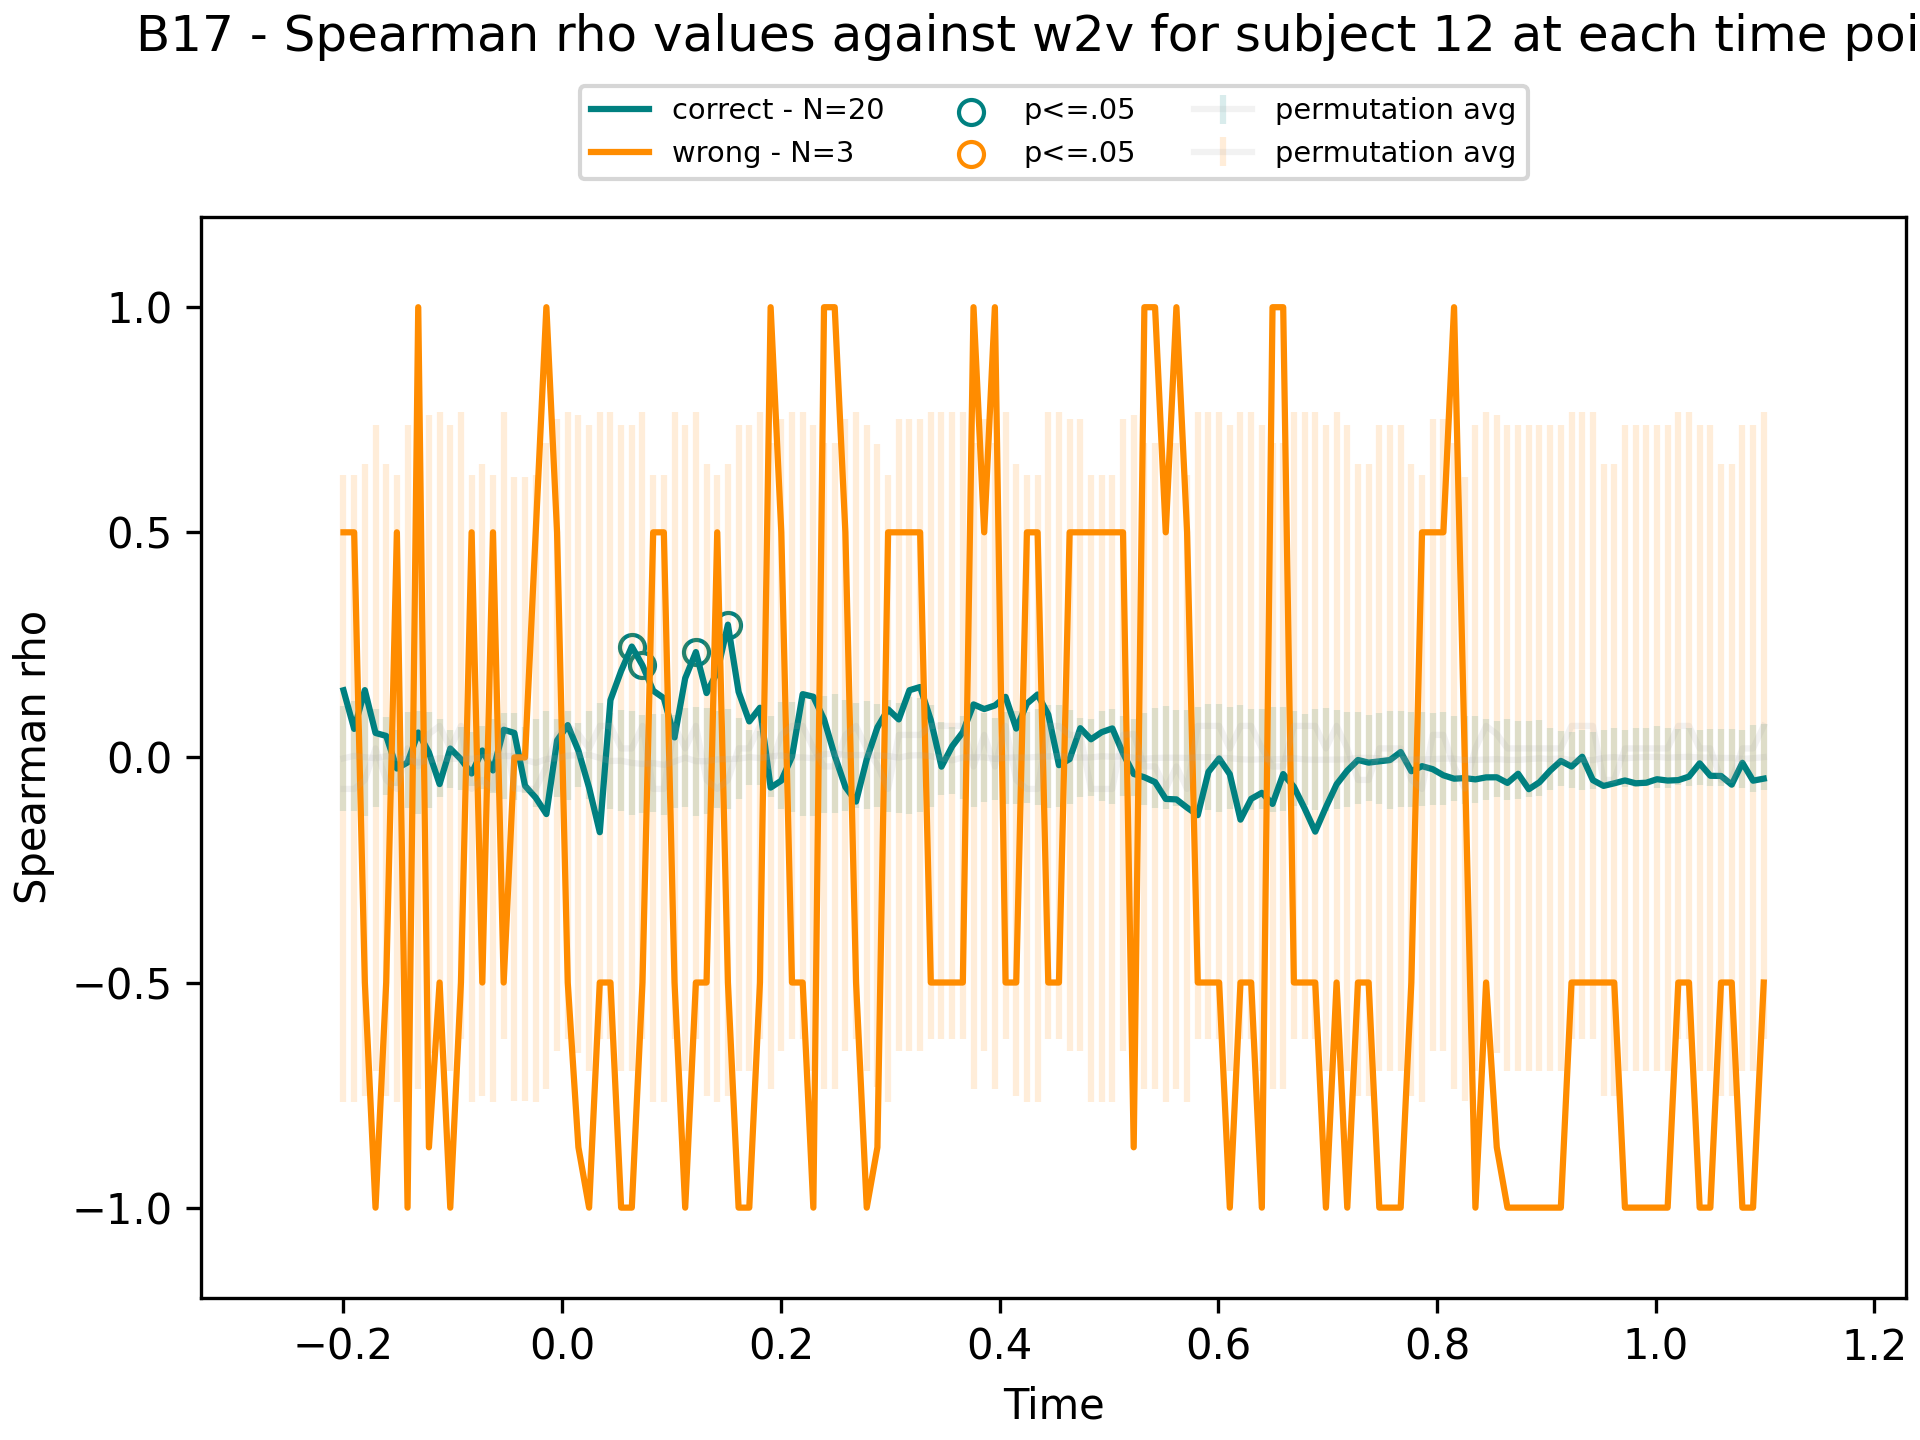 B17 - Spearman rho values against w2v for subject 12 at each time poi
correct - N=20
wrong - N=3
p<=.05
p<=.05
permutation avg
permutation avg
Spearman rho
1.0
0.5
0.0
−0.5
−1.0
−0.2
0.0
0.2
0.4
0.6
0.8
1.0
1.2
Time